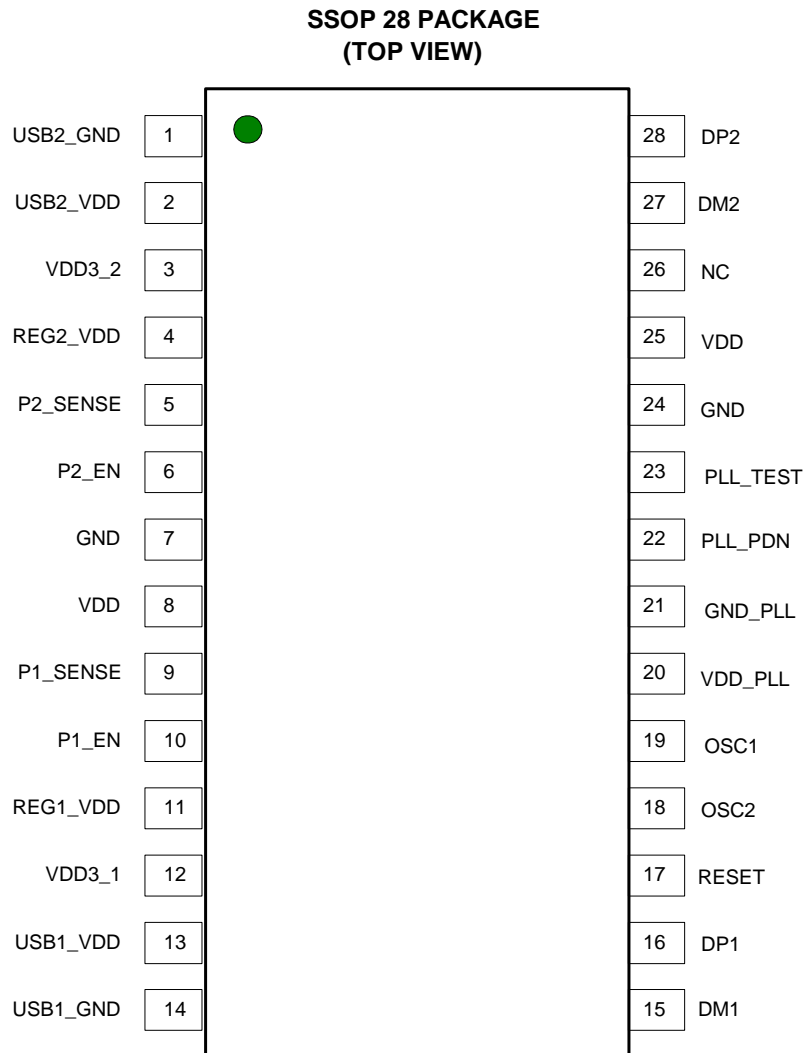 SSOP 28 PACKAGE
(TOP VIEW)
USB2_GND 1 28 DP2
USB2_VDD 2 27 DM2
VDD3_2 3 26 NC
REG2_VDD 4 25 VDD
P2_SENSE 5 24 GND
P2_EN 6 23 PLL_TEST
GND 7 22 PLL_PDN
VDD 8 21 GND_PLL
P1_SENSE 9 20 VDD_PLL
P1_EN 10 19 OSC1
REG1_VDD 11 18 OSC2
VDD3_1 12 17 RESET
USB1_VDD 13 16 DP1
USB1_GND 14 15 DM1